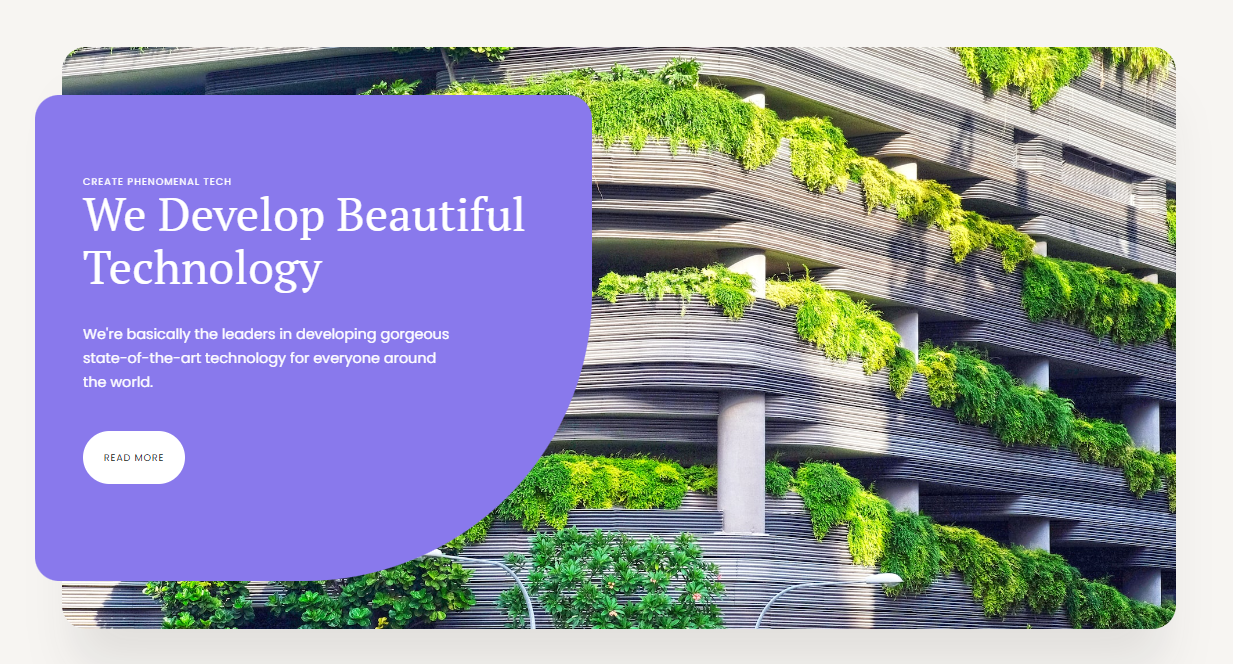 CREATE PHENOMENAL TECH
We Develop Beautiful
Technology
We're basically the leaders in developing gorgeous
state-of-the-art technology for everyone around
the world.
READ MORE